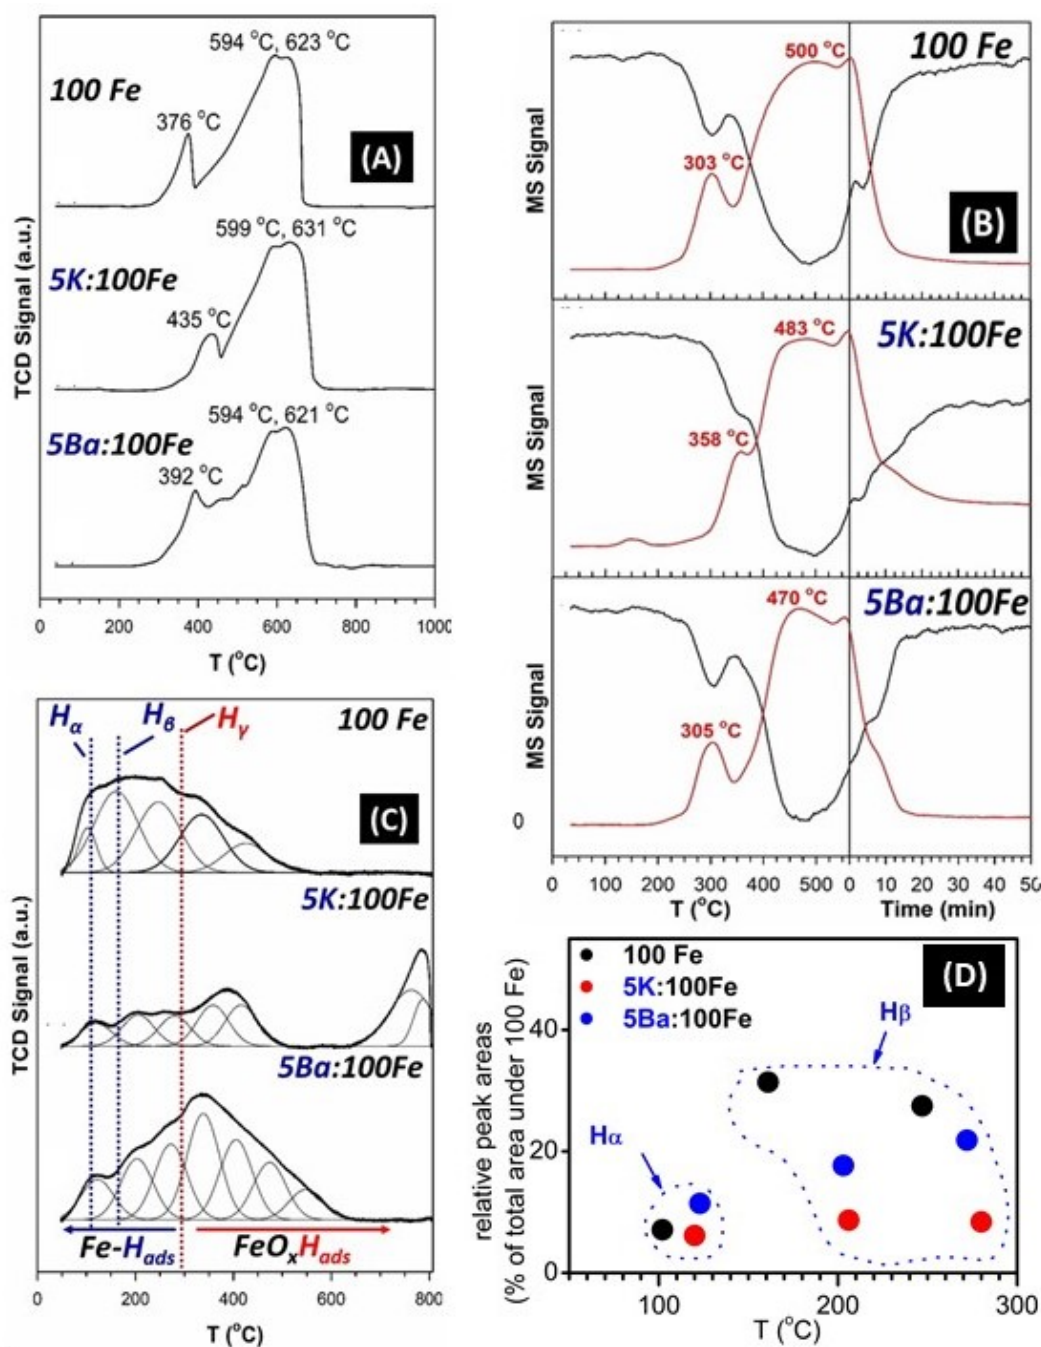 594 °C, 623 °C
100 Fe
376 °C
(A)
594 °C, 623 °C
599 °C, 631 °C
5K:100Fe
435 °C
594 °C, 621 °C
5Ba:100Fe
392 °C
TCD Signal (a.u.)
0 200 400 600 800 1000
T (°C)
500 °C
100 Fe
303 °C
(B)
MS Signal
483 °C
5K:100Fe
358 °C
MS Signal
470 °C
5Ba:100Fe
305 °C
MS Signal
0
0 100 200 300 400 500 0 10 20 30 40 50
T (°C) Time (min)
Hα Hβ Hγ 100 Fe
(C)
5K:100Fe
5Ba:100Fe
Fe-Hads FeOxHads
TCD Signal (a.u.)
0 200 400 600 800
T (°C)
100 Fe
5K:100Fe
5Ba:100Fe
(D)
Hβ
Hα
40
20
0
relative peak areas
(% of total area under 100 Fe)
100 200 300
T (°C)